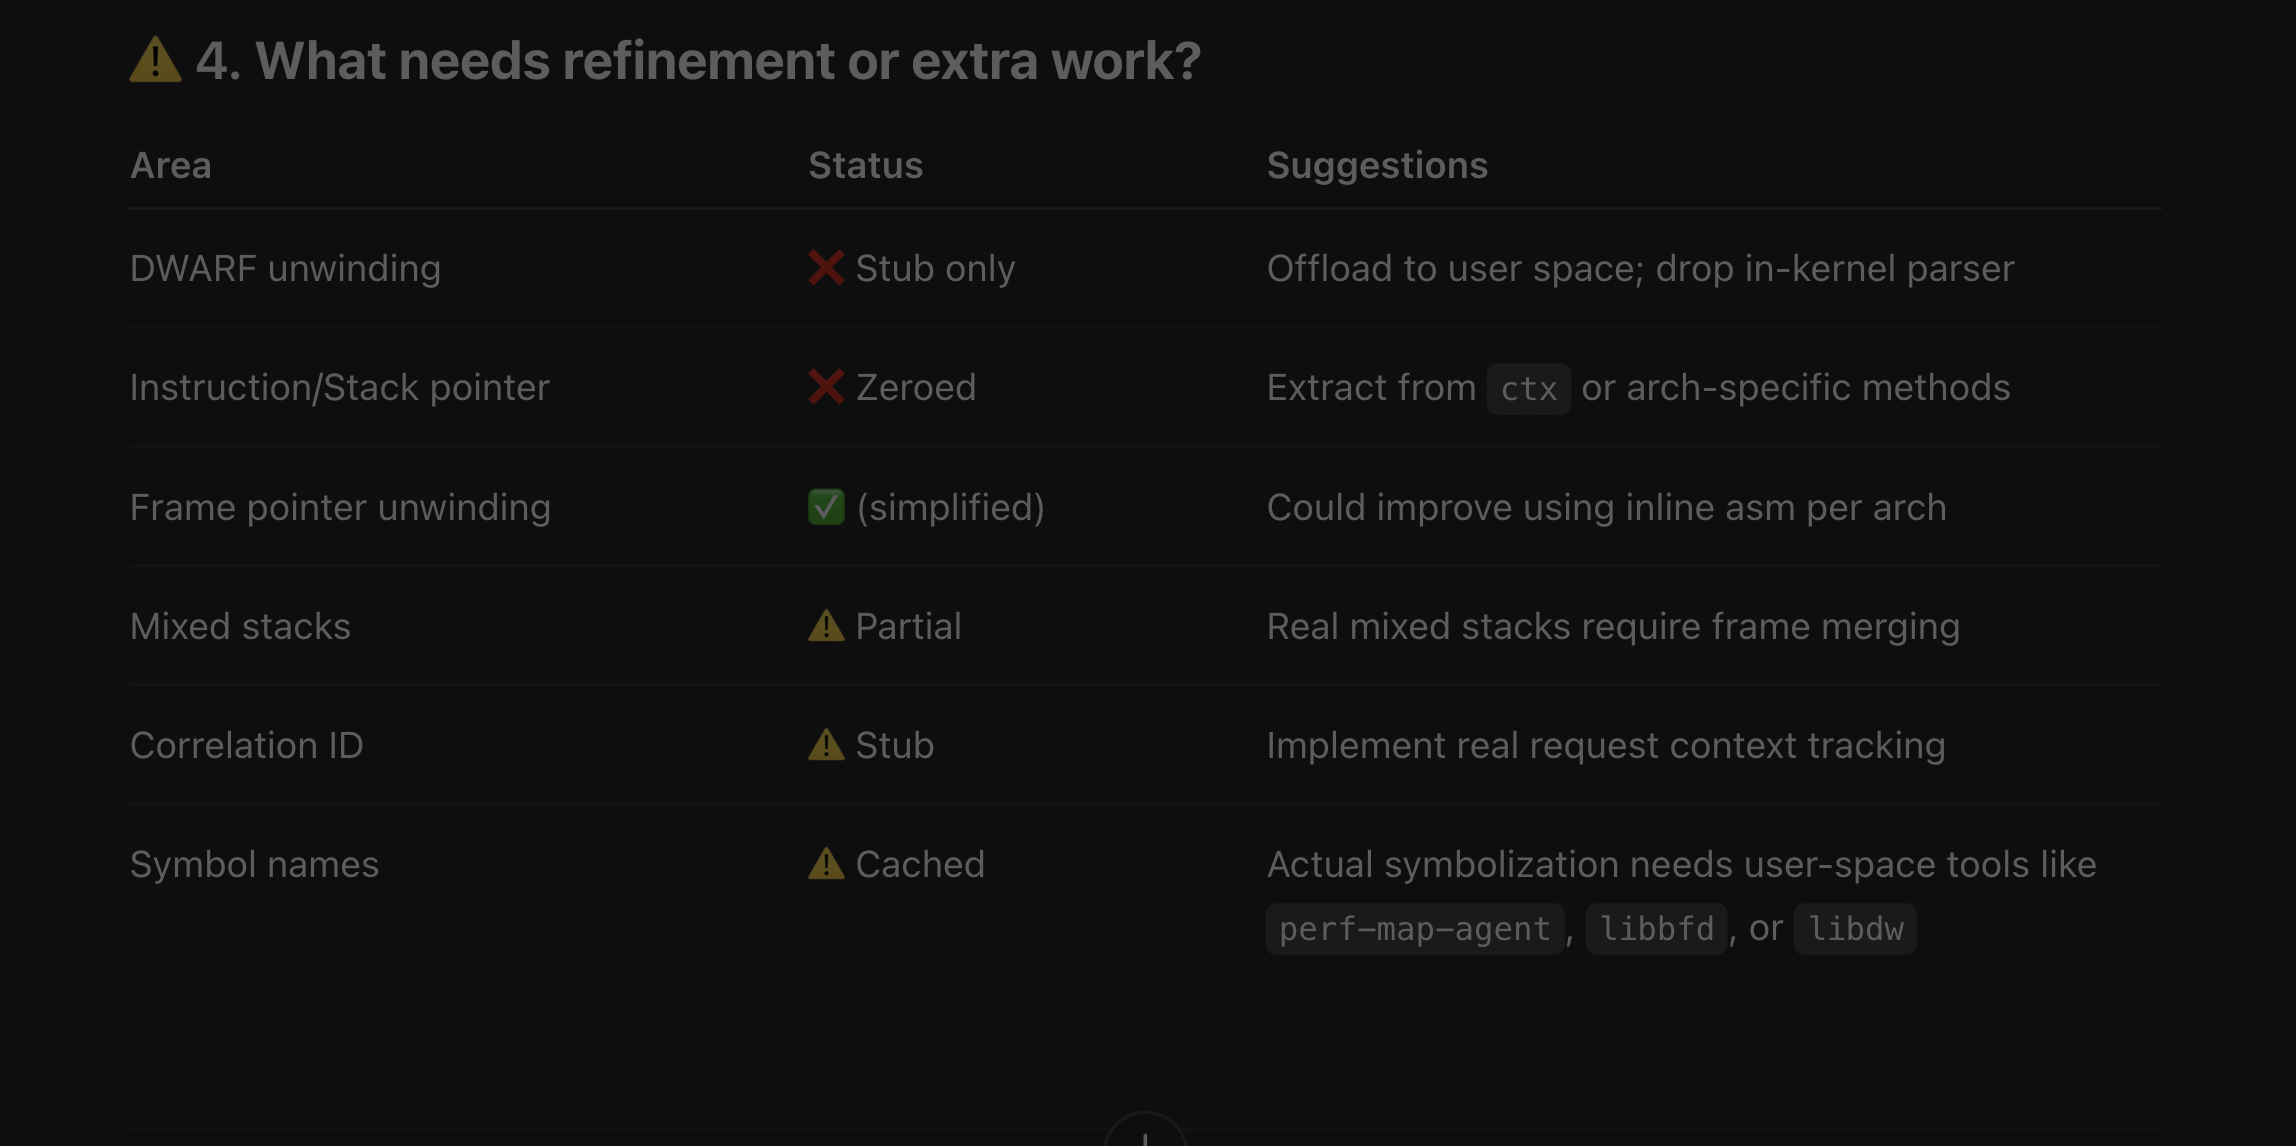 ⚠️ 4. What needs refinement or extra work?
Area Status Suggestions
DWARF unwinding ❌ Stub only Offload to user space; drop in-kernel parser
Instruction/Stack pointer ❌ Zeroed Extract from ctx or arch-specific methods
Frame pointer unwinding ✅ (simplified) Could improve using inline asm per arch
Mixed stacks ⚠️ Partial Real mixed stacks require frame merging
Correlation ID ⚠️ Stub Implement real request context tracking
Symbol names ⚠️ Cached Actual symbolization needs user-space tools like
perf-map-agent, libbfd, or libdw